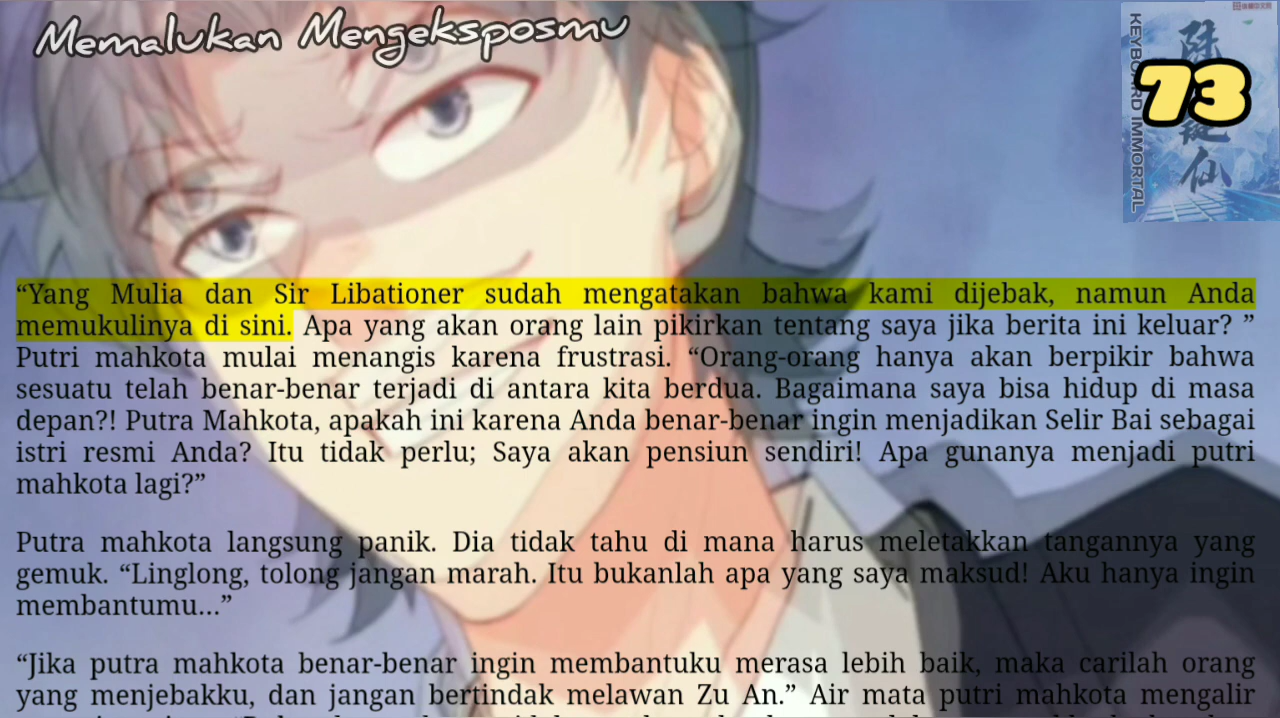 Memalukan Mengeksposmu
KEYBOARD IMMORTAL
73
“Yang Mulia dan Sir Libationer sudah mengatakan bahwa kami dijebak, namun Anda
memukulinya di sini. Apa yang akan orang lain pikirkan tentang saya jika berita ini keluar? ”
Putri mahkota mulai menangis karena frustrasi. “Orang-orang hanya akan berpikir bahwa
sesuatu telah benar-benar terjadi di antara kita berdua. Bagaimana saya bisa hidup di masa
depan?! Putra Mahkota, apakah ini karena Anda benar-benar ingin menjadikan Selir Bai sebagai
istri resmi Anda? Itu tidak perlu; Saya akan pensiun sendiri! Apa gunanya menjadi putri
mahkota lagi?”
Putra mahkota langsung panik. Dia tidak tahu di mana harus meletakkan tangannya yang
gemuk. “Linglong, tolong jangan marah. Itu bukanlah apa yang saya maksud! Aku hanya ingin
membantumu…”
“Jika putra mahkota benar-benar ingin membantuku merasa lebih baik, maka carilah orang
yang menjebakku, dan jangan bertindak melawan Zu An.” Air mata putri mahkota mengalir